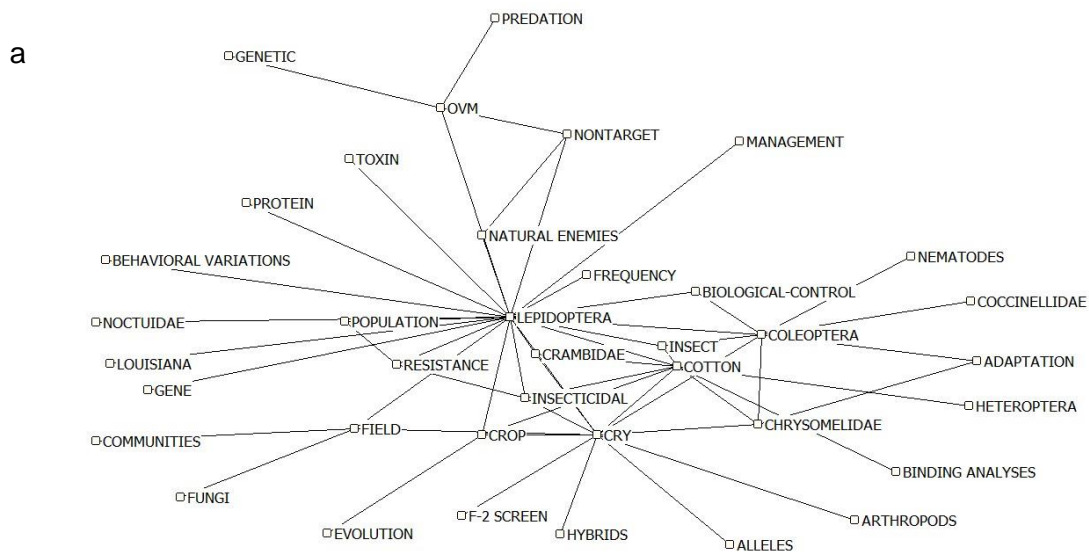 PREDATION
a
GENETIC
OVM
NONTARGET
MANAGEMENT
TOXIN
PROTEIN
NATURAL ENEMIES
BEHAVIORAL VARIATIONS
NEMATODES
FREQUENCY
BIOLOGICAL-CONTROL
COCCINELLIDAE
NOCTUIDAE
POPULATION
LEPIDOPTERA
COLEOPTERA
INSECT
CRAMBIDAE
ADAPTATION
LOUISIANA
RESISTANCE
COTTON
GENE
INSECTICIDAL
HETEROPTERA
CHRYSOMELIDAE
COMMUNITIES
FIELD
CROP
CRY
BINDING ANALYSES
FUNGI
F-2 SCREEN
ARTHROPODS
EVOLUTION
HYBRIDS
ALLELES